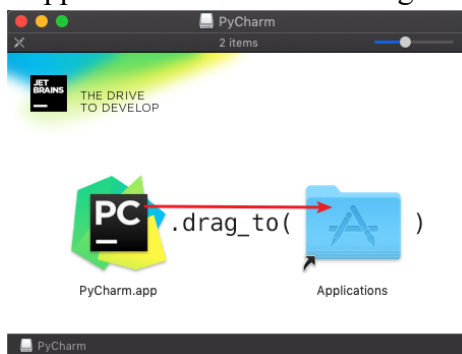 PyCharm
2 items
JET
BRAINS
THE DRIVE
TO DEVELOP
PC
.drag_to( )
PyCharm.app
Applications
PyCharm